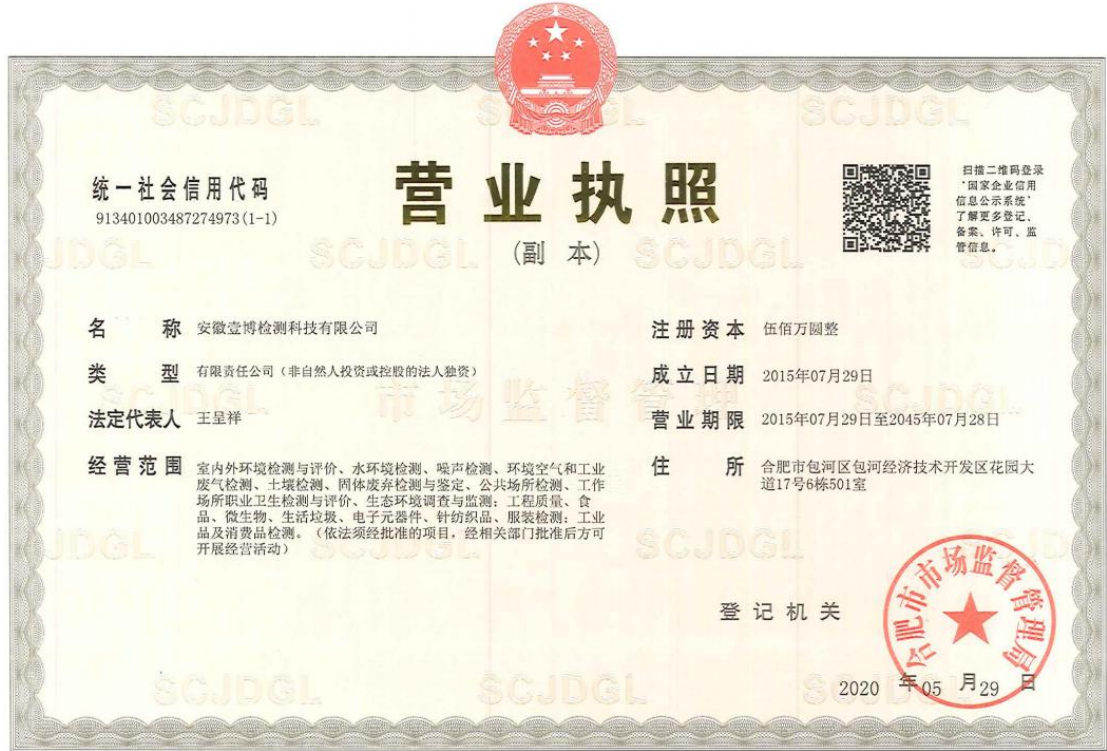 统一社会信用代码
913401003487274973(1-1)
营业执照
(副 本)
扫描二维码登录
‘国家企业信用
信息公示系统’
了解更多登记、
备案、许可、监
管信息。
名 称 安徽壹博检测科技有限公司
类 型 有限责任公司（非自然人投资或控股的法人独资）
法定代表人 王呈祥
经营范围 室内外环境检测与评价、水环境检测、噪声检测、环境空气和工业
废气检测、土壤检测、固体废弃检测与鉴定、公共场所检测、工作
场所职业卫生检测与评价、生态环境调查与监测；工程质量、食
品、微生物、生活垃圾、电子元器件、针纺织品、服装检测；工业
品及消费品检测。（依法须经批准的项目，经相关部门批准后方可
开展经营活动）
注册资本 伍佰万圆整
成立日期 2015年07月29日
营业期限 2015年07月29日至2045年07月28日
住 所 合肥市包河区包河经济技术开发区花园大
道17号6栋501室
登记机关
合肥市市场监督管理局
2020 年05 月29 日
SCJDGL
市场监督管理